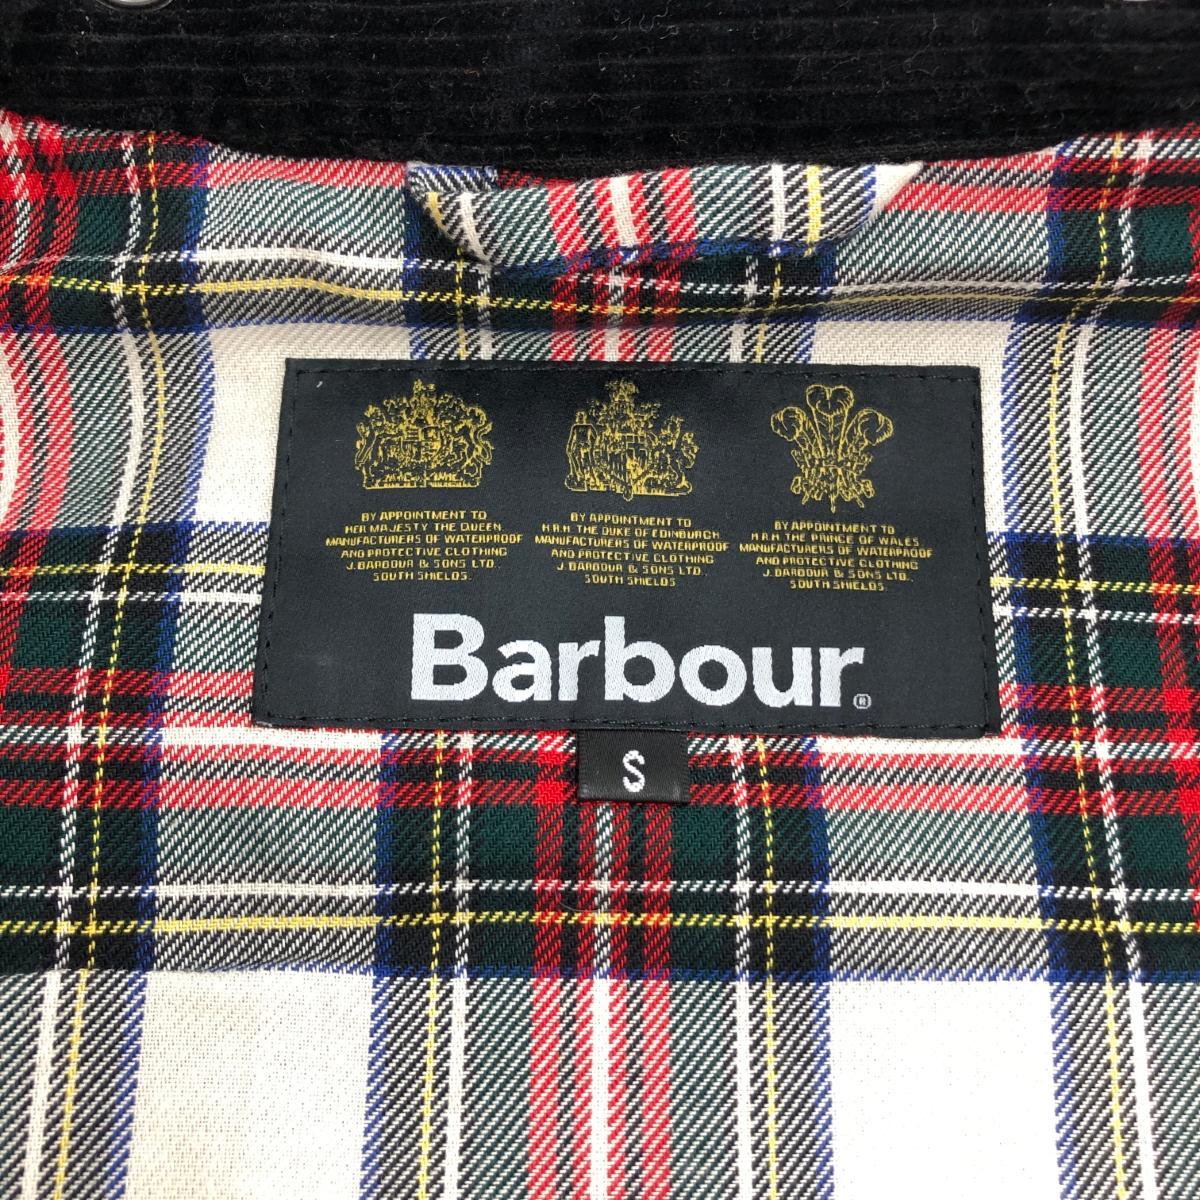 BY APPOINTMENT TO
HER MAJESTY THE QUEEN
MANUFACTURERS OF WATERPROOF
AND PROTECTIVE CLOTHING
J. BARBOUR & SONS LTD.
SOUTH SHIELDS.
BY APPOINTMENT TO
H.R.H. THE DUKE OF EDINBURGH
MANUFACTURERS OF WATERPROOF
AND PROTECTIVE CLOTHING
J. BARBOUR & SONS LTD.
SOUTH SHIELDS
BY APPOINTMENT TO
H.R.H. THE PRINCE OF WALES
MANUFACTURERS OF WATERPROOF
AND PROTECTIVE CLOTHING
J. BARBOUR & SONS LTD.
SOUTH SHIELDS
Barbour®
S